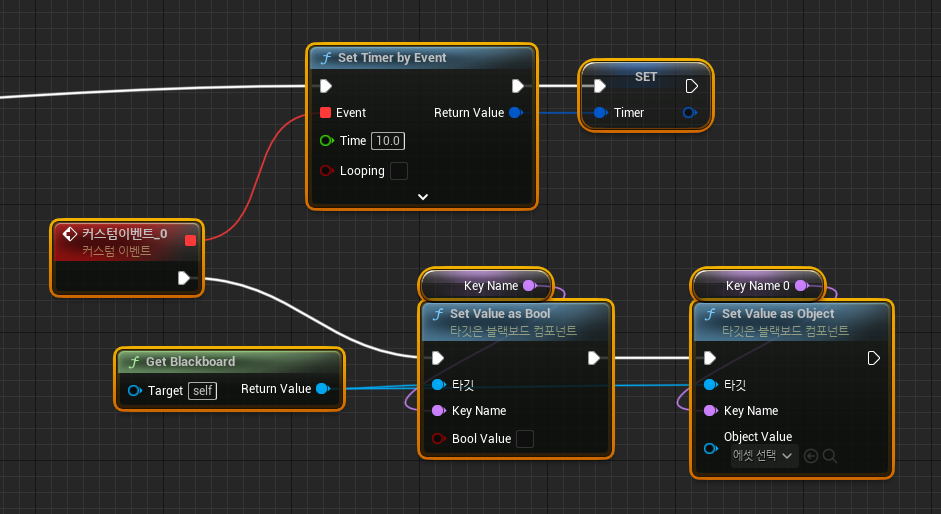 Set Timer by Event
SET
Event
Return Value
Timer
Time 10.0
Looping
커스텀이벤트_0
커스텀 이벤트
Key Name
Key Name 0
Set Value as Bool
타깃은 블랙보드 컴포넌트
Set Value as Object
타깃은 블랙보드 컴포넌트
Get Blackboard
Target self
Return Value
타깃
Key Name
Bool Value
타깃
Key Name
Object Value
에셋 선택